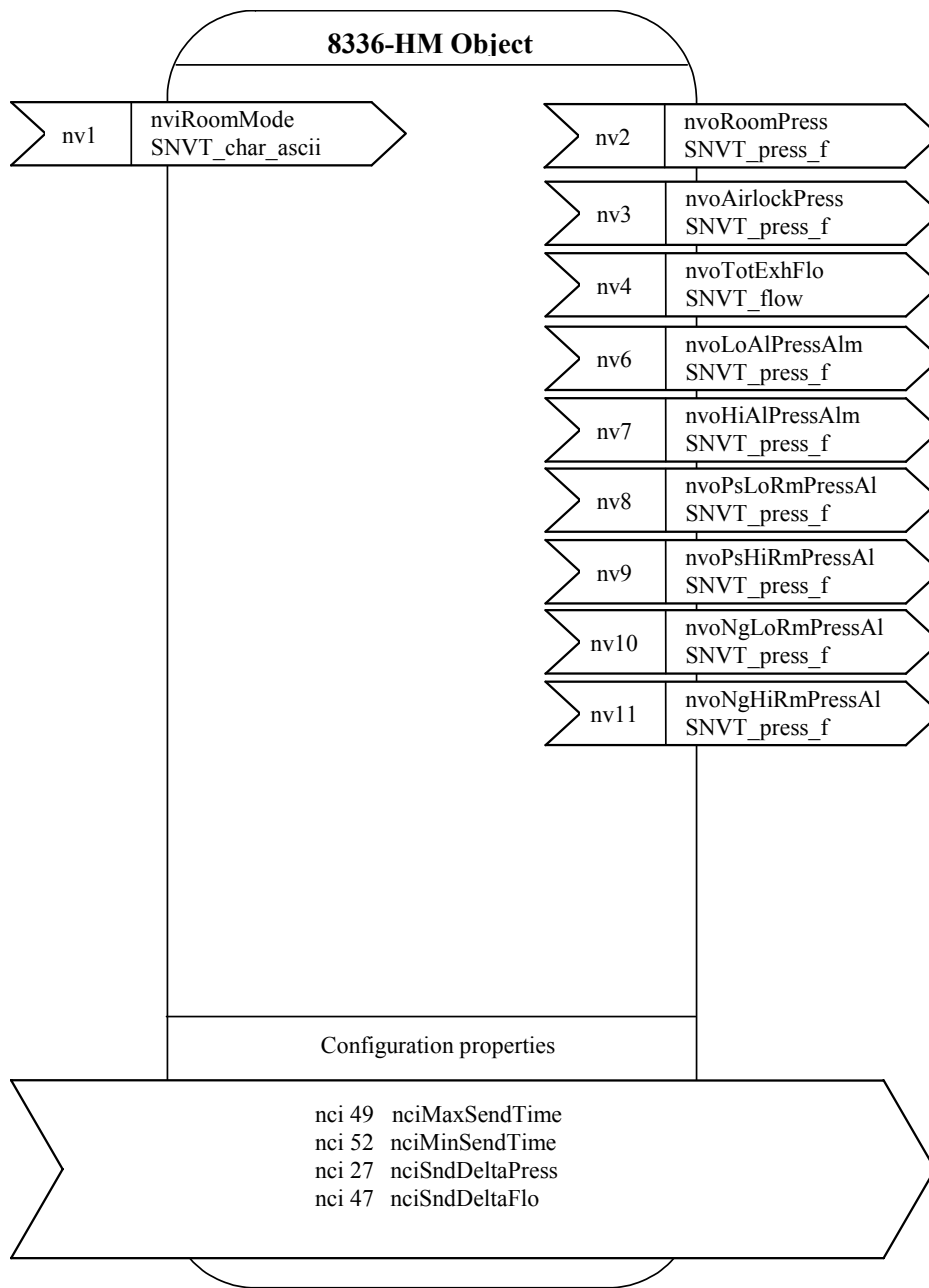 8336-HM Object
nv1
nviRoomMode
SNVT_char_ascii
nv2
nvoRoomPress
SNVT_press_f
nv3
nvoAirlockPress
SNVT_press_f
nv4
nvoTotExhFlo
SNVT_flow
nv6
nvoLoAlPressAlm
SNVT_press_f
nv7
nvoHiAlPressAlm
SNVT_press_f
nv8
nvoPsLoRmPressAl
SNVT_press_f
nv9
nvoPsHiRmPressAl
SNVT_press_f
nv10
nvoNgLoRmPressAl
SNVT_press_f
nv11
nvoNgHiRmPressAl
SNVT_press_f
Configuration properties
nci 49 nciMaxSendTime
nci 52 nciMinSendTime
nci 27 nciSndDeltaPress
nci 47 nciSndDeltaFlo